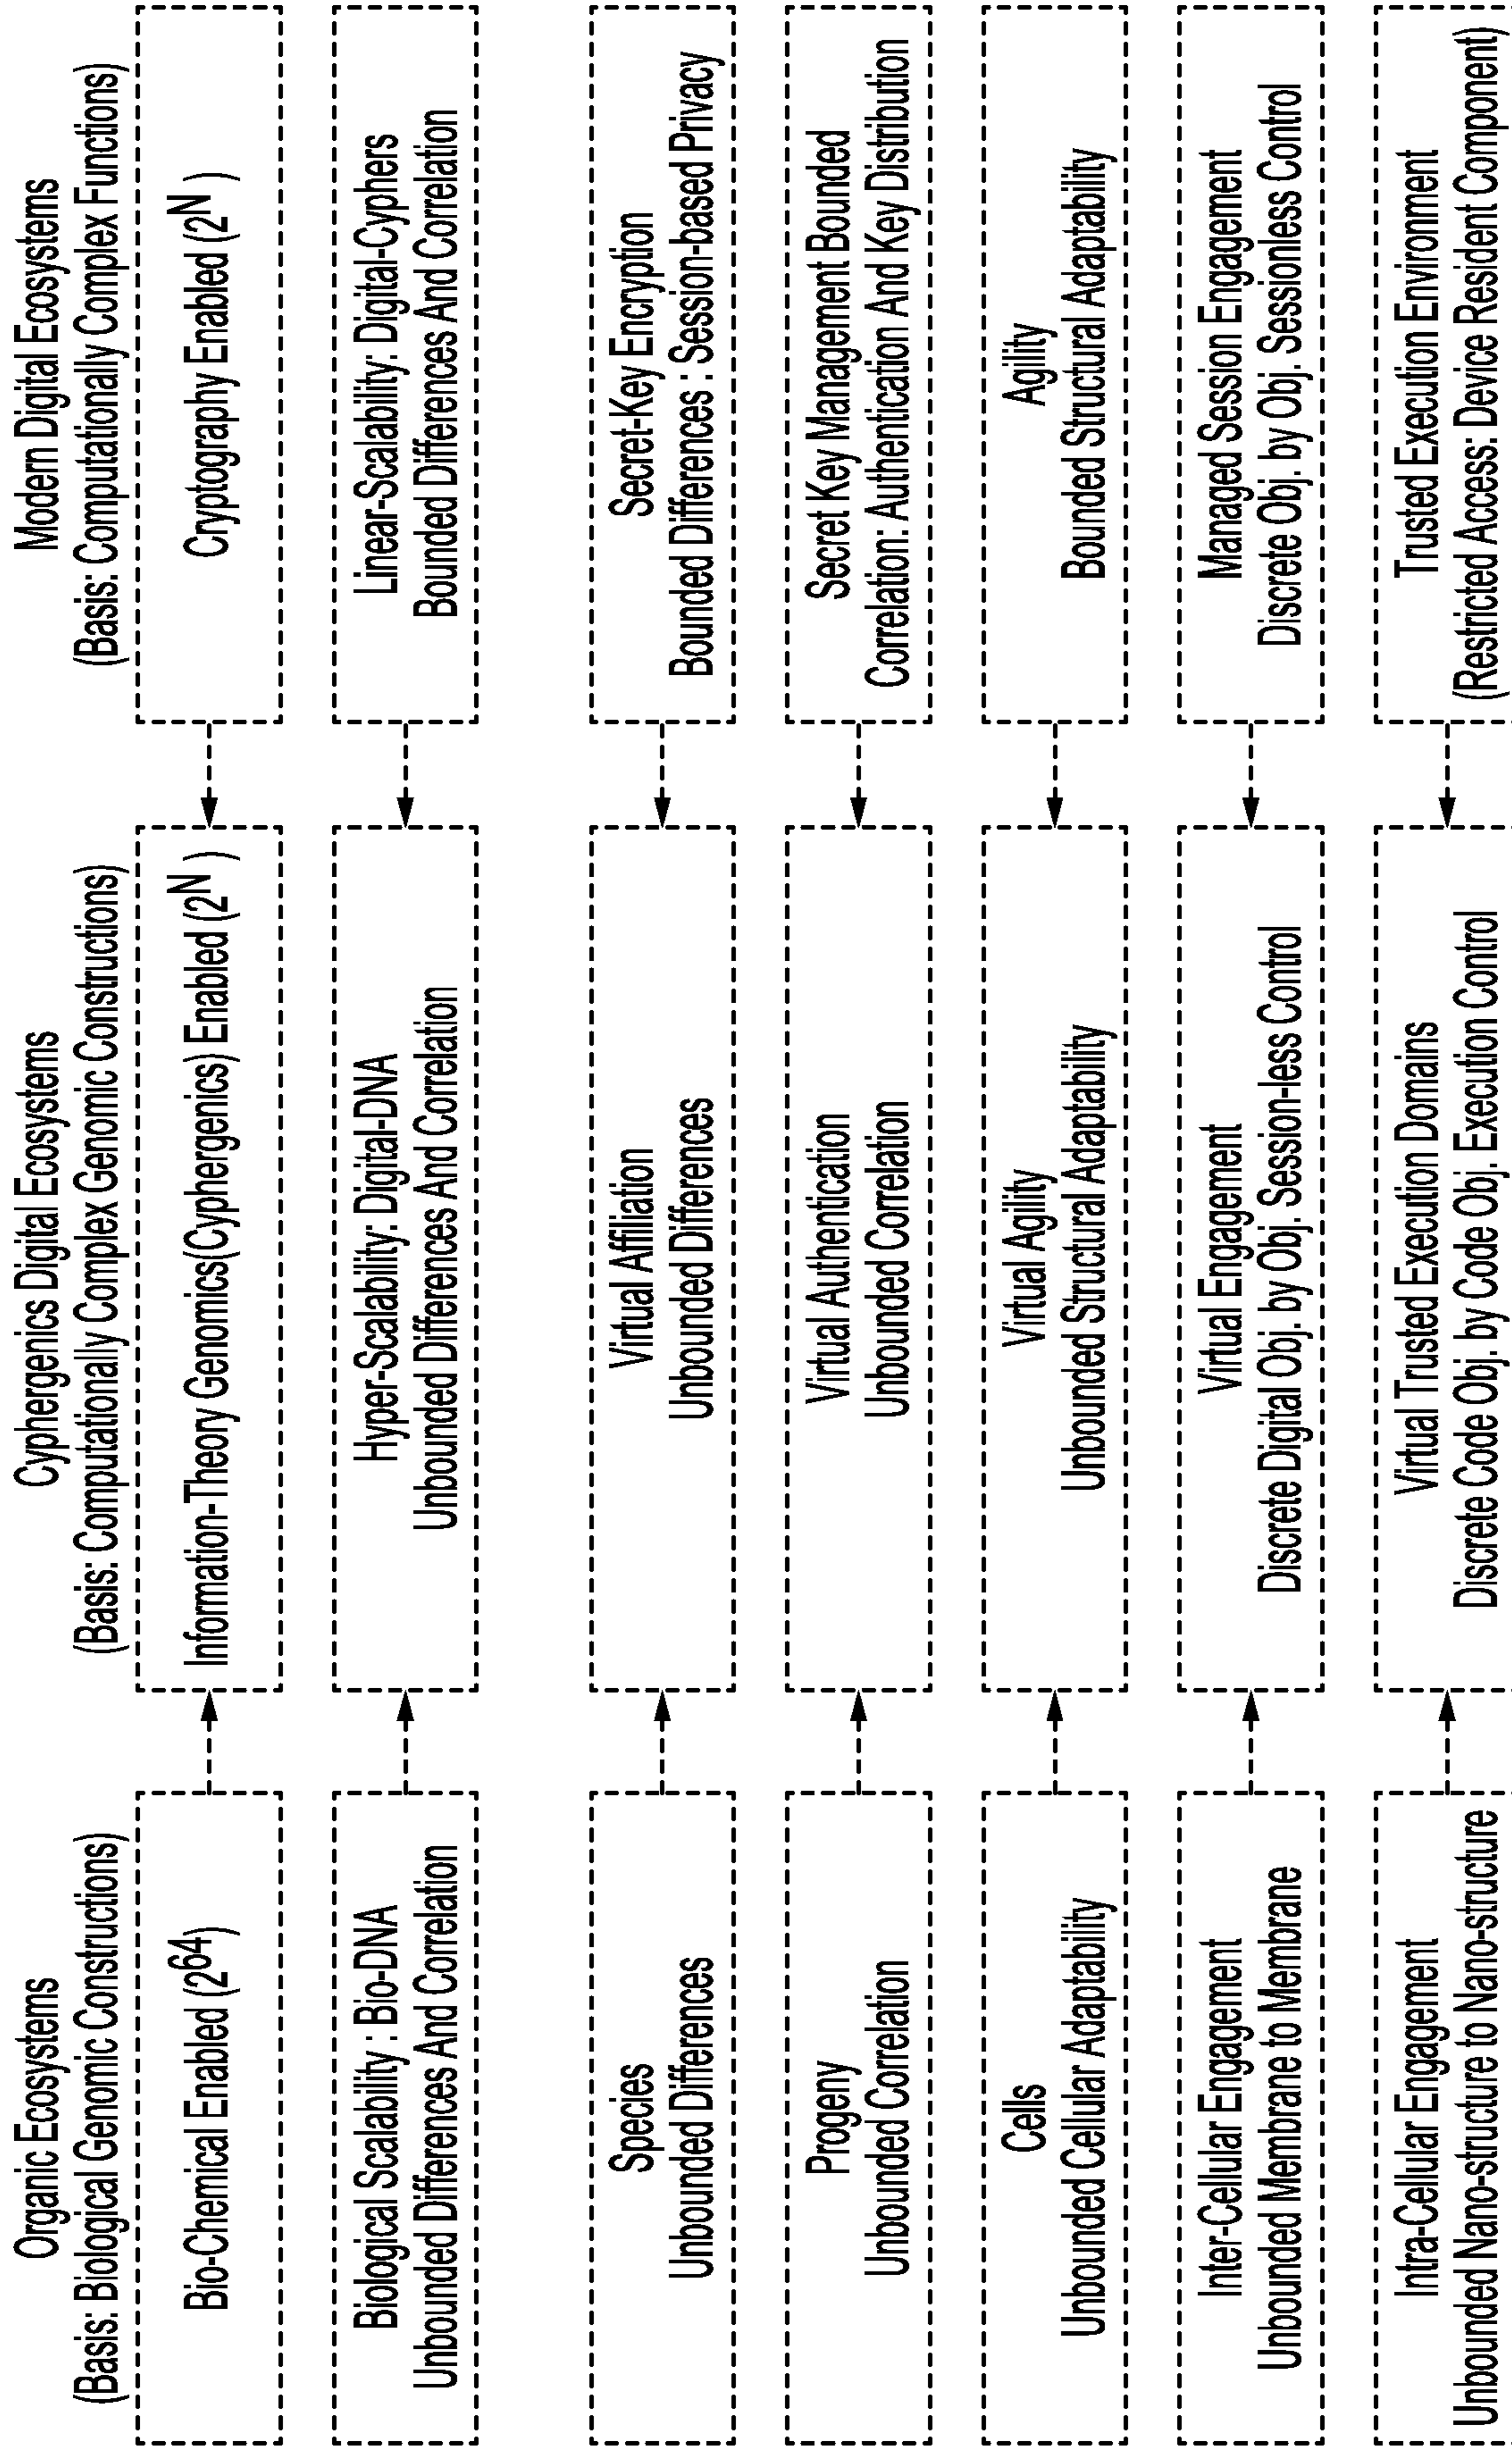 Organic Ecosystems
(Basis: Biological Genomic Constructions)
Cyphergenics Digital Ecosystems
(Basis: Computationally Complex Genomic Constructions)
Modern Digital Ecosystems
(Basis: Computationally Complex Functions)
Bio-Chemical Enabled (2^64)
Information-Theory Genomics(Cyphergenics) Enabled (2^N )
Cryptography Enabled (2^N )
Biological Scalability : Bio-DNA
Unbounded Differences And Correlation
Hyper-Scalability: Digital-DNA
Unbounded Differences And Correlation
Linear-Scalability: Digital-Cyphers
Bounded Differences And Correlation
Species
Unbounded Differences
Virtual Affiliation
Unbounded Differences
Secret-Key Encryption
Bounded Differences : Session-based Privacy
Progeny
Unbounded Correlation
Virtual Authentication
Unbounded Correlation
Secret Key Management Bounded
Correlation: Authentication And Key Distribution
Cells
Unbounded Cellular Adaptability
Virtual Agility
Unbounded Structural Adaptability
Agility
Bounded Structural Adaptability
Inter-Cellular Engagement
Unbounded Membrane to Membrane
Virtual Engagement
Discrete Digital Obj. by Obj. Session-less Control
Managed Session Engagement
Discrete Obj. by Obj. Sessionless Control
Intra-Cellular Engagement
Unbounded Nano-structure to Nano-structure
Virtual Trusted Execution Domains
Discrete Code Obj. by Code Obj. Execution Control
Trusted Execution Environment
(Restricted Access: Device Resident Component)